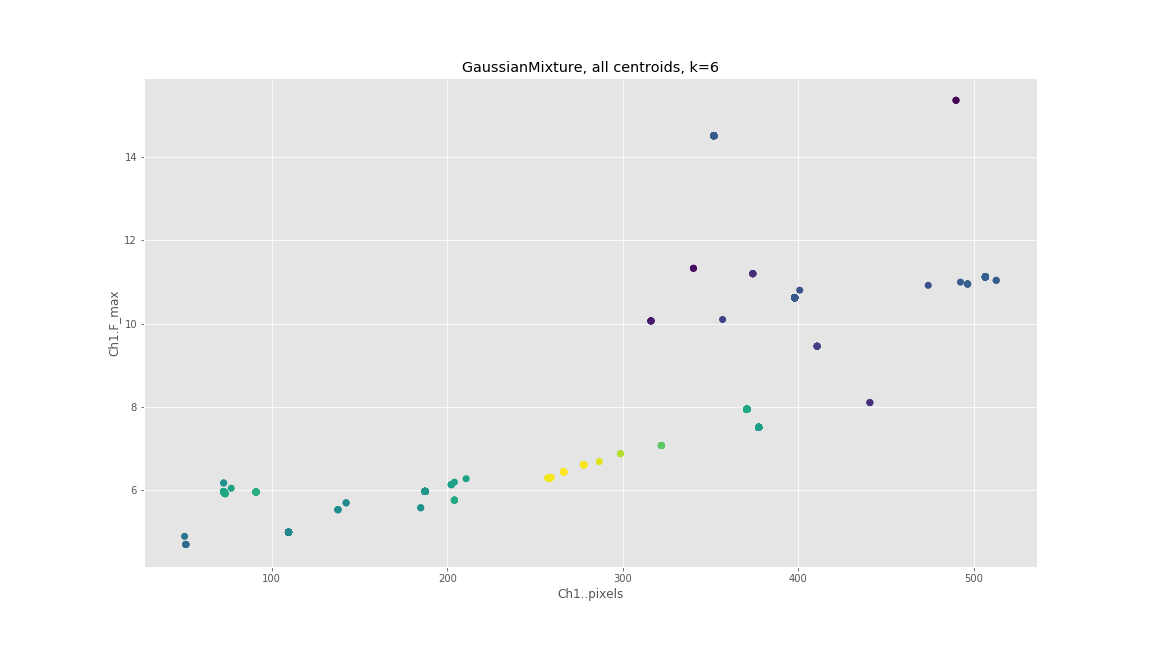 GaussianMixture, all centroids, k=6
14
12
10
8
6
Ch1.F_max
100 200 300 400 500
Ch1..pixels